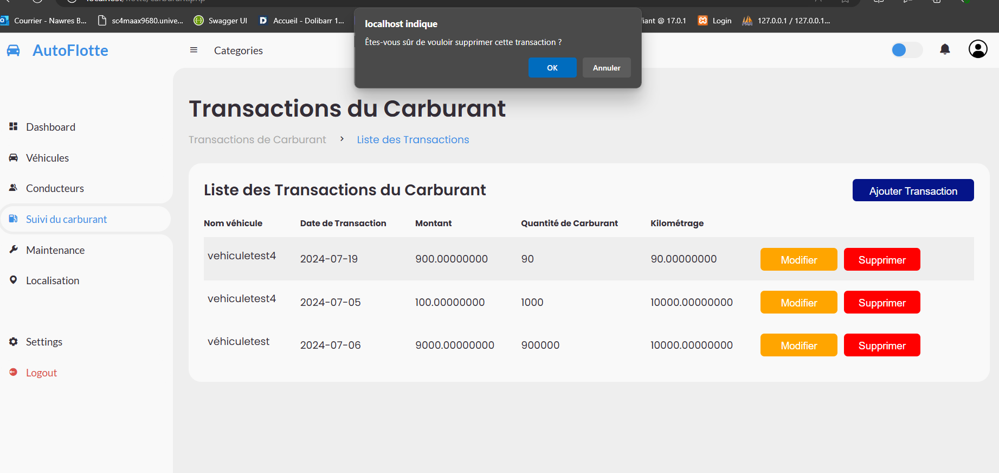 Courrier - Nawres B...
sc4maax9680.unive...
Swagger UI
Accueil - Dolibarr 1...
fiant @ 17.0.1
Login
127.0.0.1 / 127.0.0.1...
localhost indique
Êtes-vous sûr de vouloir supprimer cette transaction ?
OK
Annuler
AutoFlotte
Categories
Dashboard
Véhicules
Conducteurs
Suivi du carburant
Maintenance
Localisation
Settings
Logout
Transactions du Carburant
Transactions de Carburant > Liste des Transactions
Liste des Transactions du Carburant
Ajouter Transaction
Nom véhicule Date de Transaction Montant Quantité de Carburant Kilométrage
vehiculetest4 2024-07-19 900.00000000 90 90.00000000 Modifier Supprimer
vehiculetest4 2024-07-05 100.00000000 1000 10000.00000000 Modifier Supprimer
véhiculetest 2024-07-06 9000.00000000 900000 10000.00000000 Modifier Supprimer